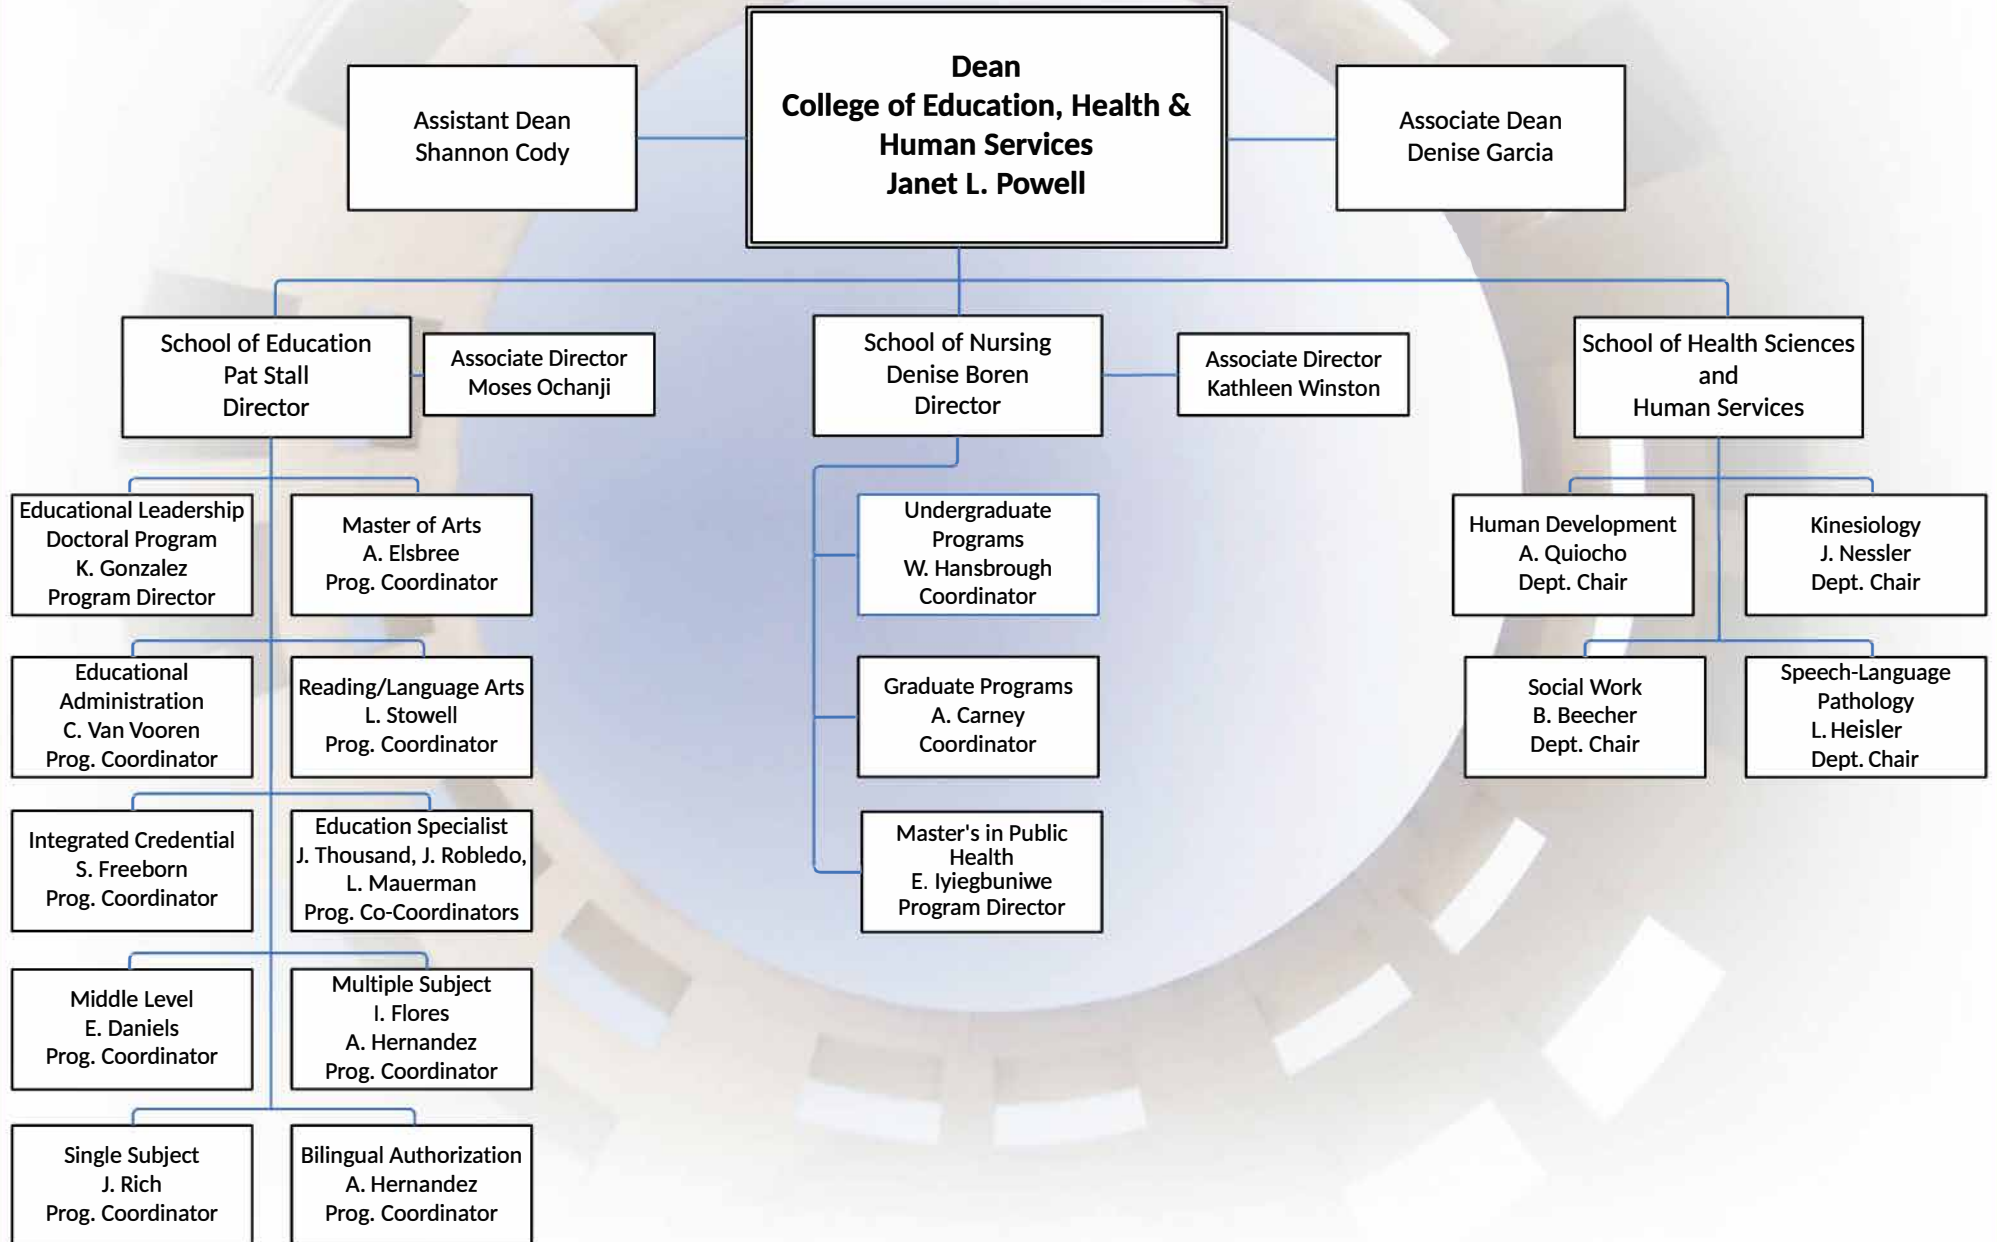 Dean
College of Education, Health &
Human Services
Janet L. Powell
Assistant Dean
Shannon Cody
Associate Dean
Denise Garcia
School of Education
Pat Stall
Director
Associate Director
Moses Ochanji
School of Nursing
Denise Boren
Director
Associate Director
Kathleen Winston
School of Health Sciences
and
Human Services
Educational Leadership
Doctoral Program
K. Gonzalez
Program Director
Master of Arts
A. Elsbree
Prog. Coordinator
Educational
Administration
C. Van Vooren
Prog. Coordinator
Reading/Language Arts
L. Stowell
Prog. Coordinator
Integrated Credential
S. Freeborn
Prog. Coordinator
Education Specialist
J. Thousand, J. Robledo,
L. Mauerman
Prog. Co-Coordinators
Middle Level
E. Daniels
Prog. Coordinator
Multiple Subject
I. Flores
A. Hernandez
Prog. Coordinator
Single Subject
J. Rich
Prog. Coordinator
Bilingual Authorization
A. Hernandez
Prog. Coordinator
Undergraduate
Programs
W. Hansbrough
Coordinator
Graduate Programs
A. Carney
Coordinator
Master's in Public
Health
E. Iyiegbuniwe
Program Director
Human Development
A. Quiocho
Dept. Chair
Kinesiology
J. Nessler
Dept. Chair
Social Work
B. Beecher
Dept. Chair
Speech-Language
Pathology
L. Heisler
Dept. Chair